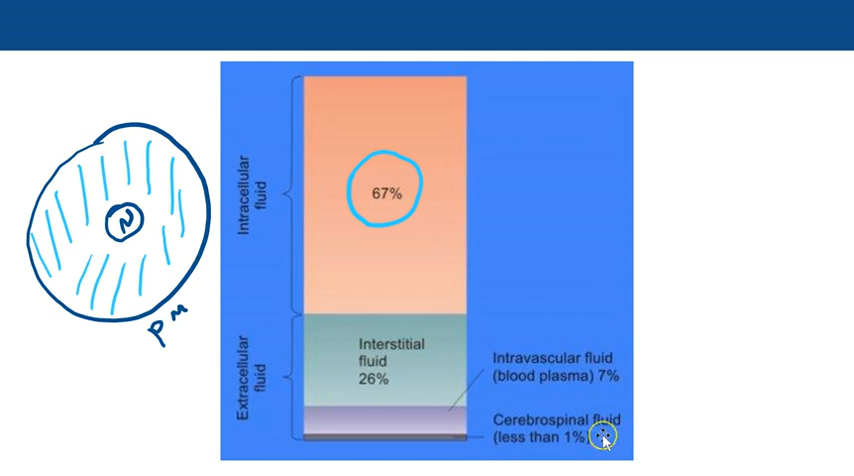 N
PM
Intracellular
fluid
67%
Extracellular
fluid
Interstitial
fluid
26%
Intravascular fluid
(blood plasma) 7%
Cerebrospinal fluid
(less than 1%)